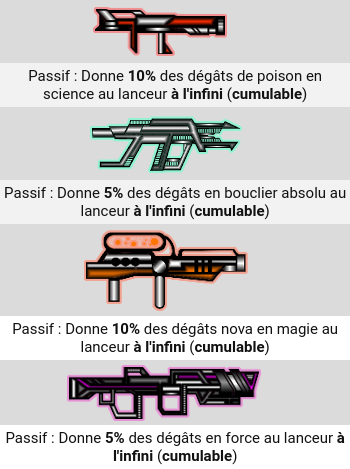 Passif : Donne 10% des dégâts de poison en
science au lanceur à l'infini (cumulable)
Passif : Donne 5% des dégâts en bouclier absolu au
lanceur à l'infini (cumulable)
Passif : Donne 10% des dégâts nova en magie au
lanceur à l'infini (cumulable)
Passif : Donne 5% des dégâts en force au lanceur à
l'infini (cumulable)